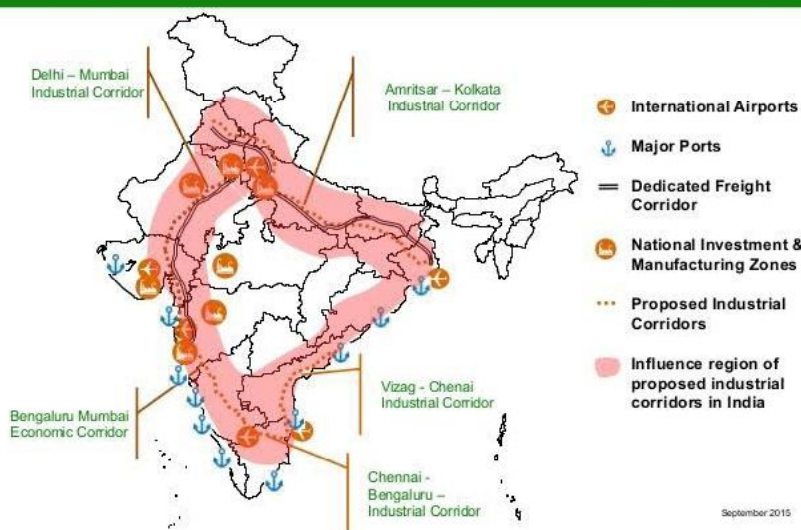 Delhi – Mumbai
Industrial Corridor
Amritsar – Kolkata
Industrial Corridor
International Airports
Major Ports
Dedicated Freight
Corridor
National Investment &
Manufacturing Zones
Proposed Industrial
Corridors
Influence region of
proposed industrial
corridors in India
Vizag - Chenai
Industrial Corridor
Bengaluru Mumbai
Economic Corridor
Chennai -
Bengaluru –
Industrial Corridor
September 2015